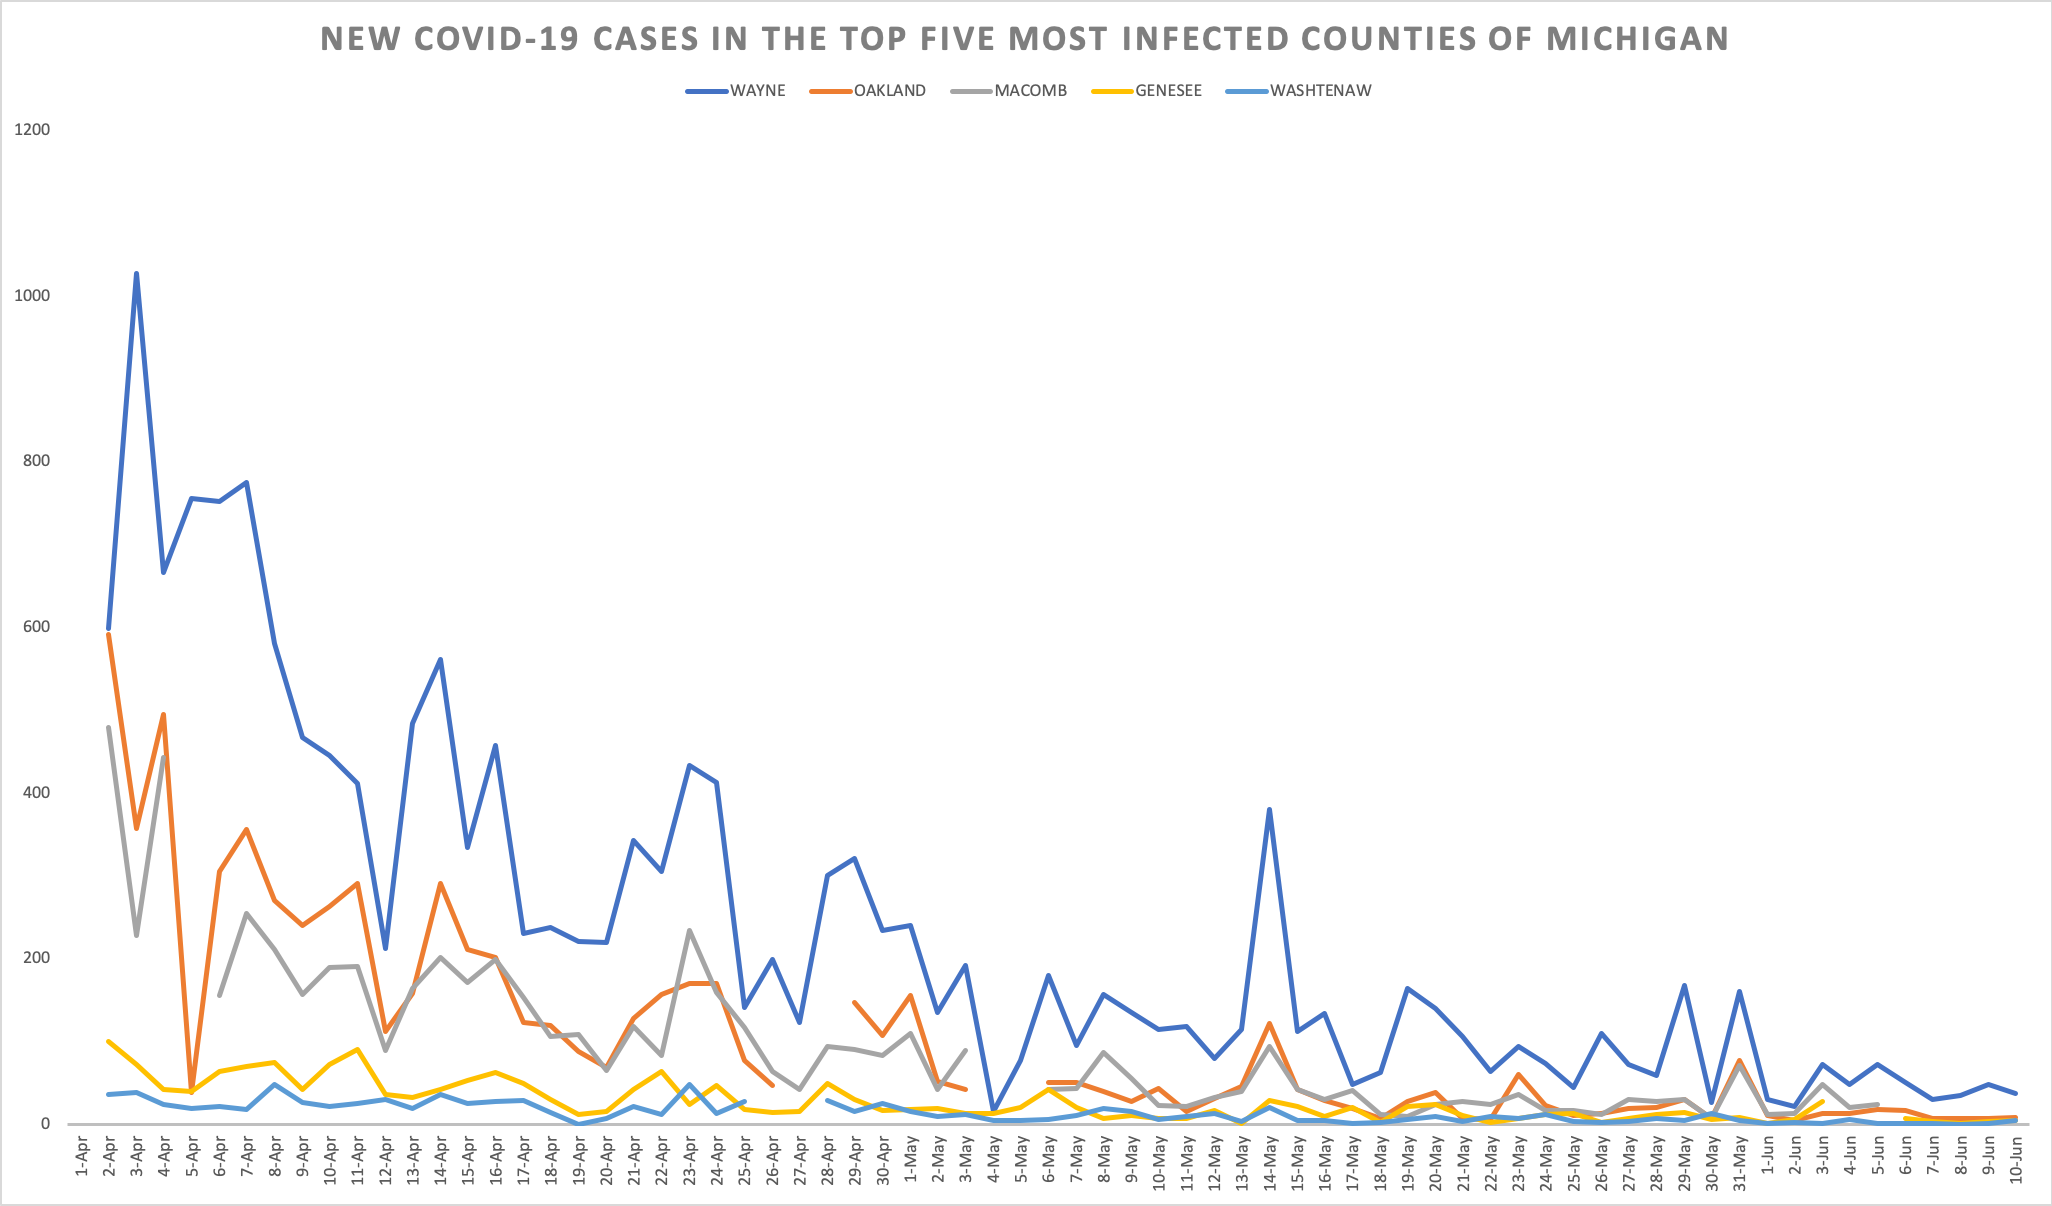 NEW COVID-19 CASES IN THE TOP FIVE MOST INFECTED COUNTIES OF MICHIGAN
WAYNE OAKLAND MACOMB GENESEE WASHTENAW
1200
1000
800
600
400
200
0
1-Apr 2-Apr 3-Apr 4-Apr 5-Apr 6-Apr 7-Apr 8-Apr 9-Apr 10-Apr 11-Apr 12-Apr 13-Apr 14-Apr 15-Apr 16-Apr 17-Apr 18-Apr 19-Apr 20-Apr 21-Apr 22-Apr 23-Apr 24-Apr 25-Apr 26-Apr 27-Apr 28-Apr 29-Apr 30-Apr 1-May 2-May 3-May 4-May 5-May 6-May 7-May 8-May 9-May 10-May 11-May 12-May 13-May 14-May 15-May 16-May 17-May 18-May 19-May 20-May 21-May 22-May 23-May 24-May 25-May 26-May 27-May 28-May 29-May 30-May 31-May 1-Jun 2-Jun 3-Jun 4-Jun 5-Jun 6-Jun 7-Jun 8-Jun 9-Jun 10-Jun